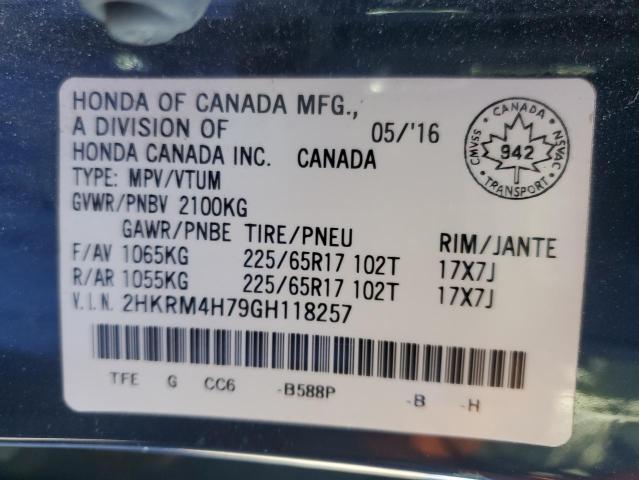 HONDA OF CANADA MFG.,
A DIVISION OF
HONDA CANADA INC. CANADA
05/'16
CANADA
CMVSS
942
NSVAC
TRANSPORT
TYPE: MPV/VTUM
GVWR/PNBV 2100KG
GAWR/PNBE TIRE/PNEU RIM/JANTE
F/AV 1065KG 225/65R17 102T 17X7J
R/AR 1055KG 225/65R17 102T 17X7J
V.I.N. 2HKRM4H79GH118257
TFE G CC6 -B588P -B -H